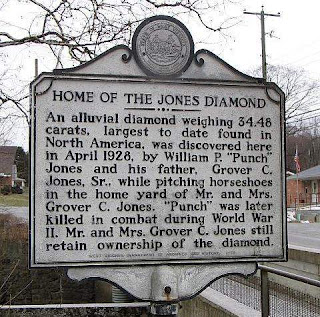 HOME OF THE JONES DIAMOND
An alluvial diamond weighing 34.48
carats, largest to date found in
North America, was discovered here
in April 1928, by William P. "Punch"
Jones and his father, Grover C.
Jones, Sr., while pitching horseshoes
in the home yard of Mr. and Mrs.
Grover C. Jones. "Punch" was later
killed in combat during World War
II. Mr. and Mrs. Grover C. Jones still
retain ownership of the diamond.